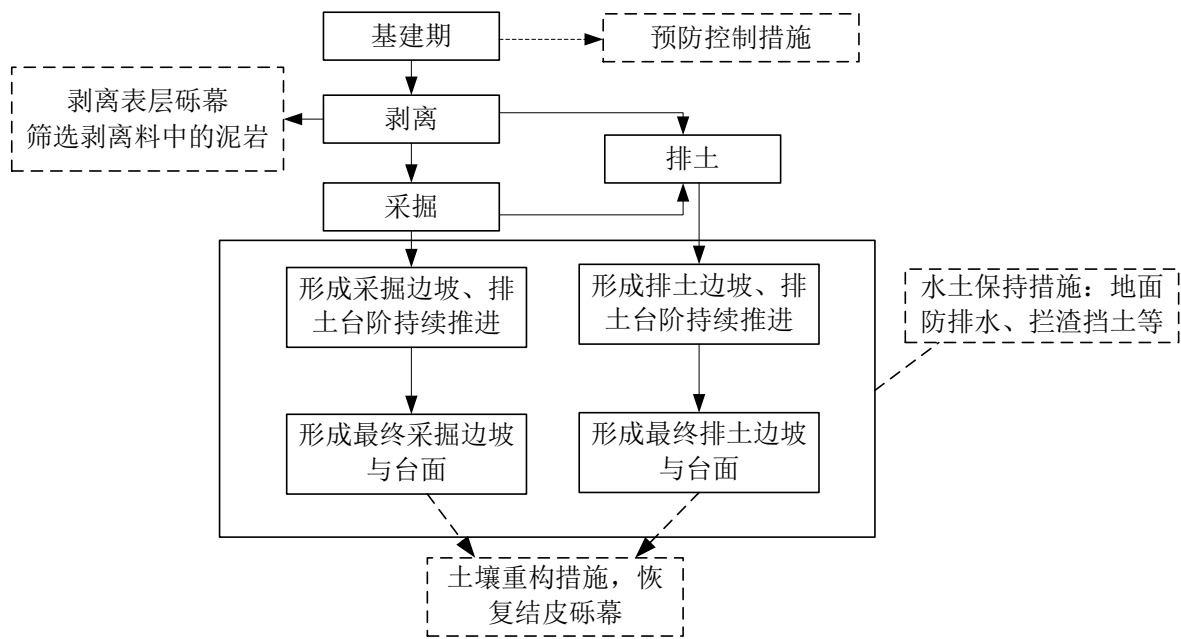 基建期
预防控制措施
剥离表层砾幕
筛选剥离料中的泥岩
剥离
排土
采掘
形成采掘边坡、排
土台阶持续推进
形成排土边坡、排
土台阶持续推进
水土保持措施：地面
防排水、拦渣挡土等
形成最终采掘边坡
与台面
形成最终排土边坡
与台面
土壤重构措施，恢
复结皮砾幕